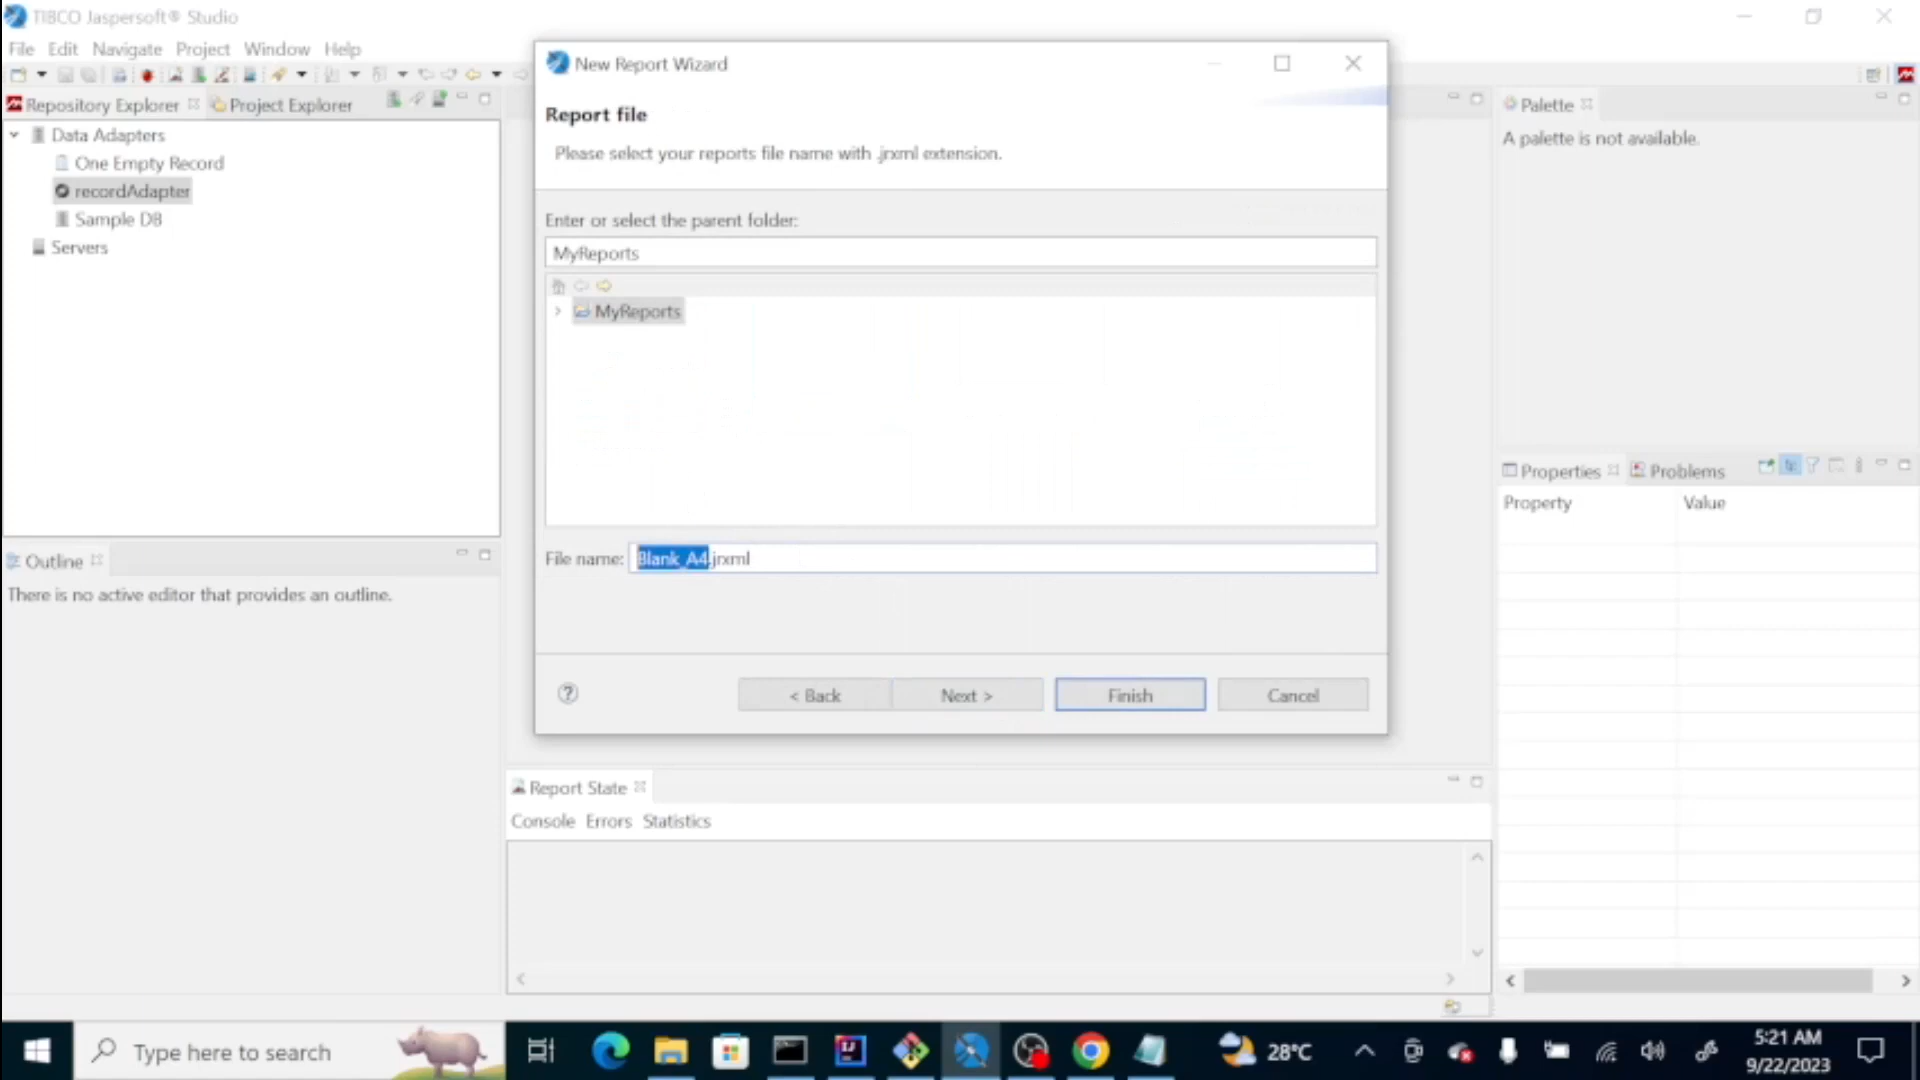 TIBCO Jaspersoft® Studio
File Edit Navigate Project Window Help
Repository Explorer Project Explorer
Data Adapters
One Empty Record
recordAdapter
Sample DB
Servers
Outline
There is no active editor that provides an outline.
New Report Wizard
Report file
Please select your reports file name with .jrxml extension.
Enter or select the parent folder:
MyReports
MyReports
File name: Blank_A4.jrxml
< Back Next > Finish Cancel
Report State
Console Errors Statistics
Palette
A palette is not available.
Properties Problems
Property Value
Type here to search
28°C
5:21 AM
9/22/2023